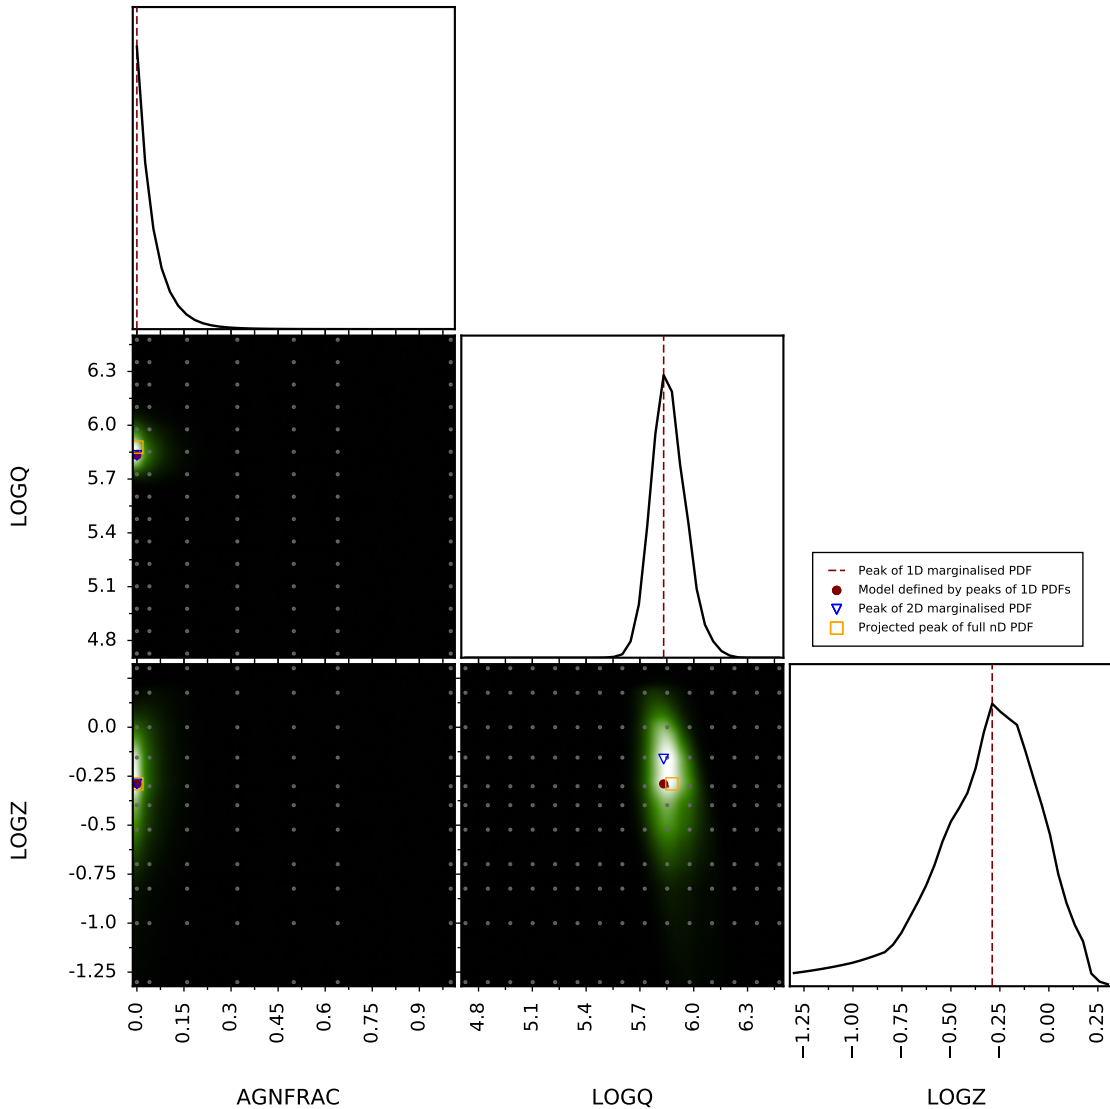 6.3
6.0
5.7
5.4
5.1
4.8
LOGQ
Peak of 1D marginalised PDF
Model defined by peaks of 1D PDFs
Peak of 2D marginalised PDF
Projected peak of full nD PDF
0.0
-0.25
-0.5
-0.75
-1.0
-1.25
LOGZ
0.0 0.15 0.3 0.45 0.6 0.75 0.9
4.8 5.1 5.4 5.7 6.0 6.3
−1.25 −1.00 −0.75 −0.50 −0.25 0.00 0.25
AGNFRAC LOGQ LOGZ